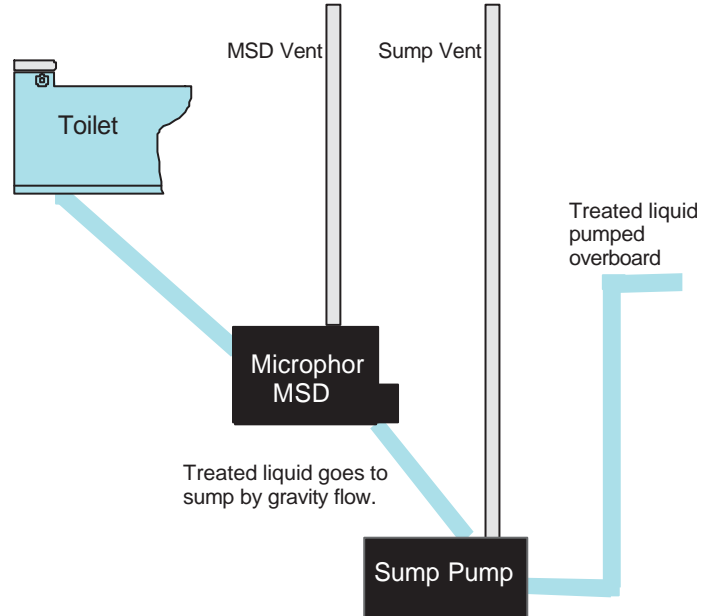 MSD Vent
Sump Vent
Toilet
Treated liquid
pumped
overboard
Microphor
MSD
Treated liquid goes to
sump by gravity flow.
Sump Pump